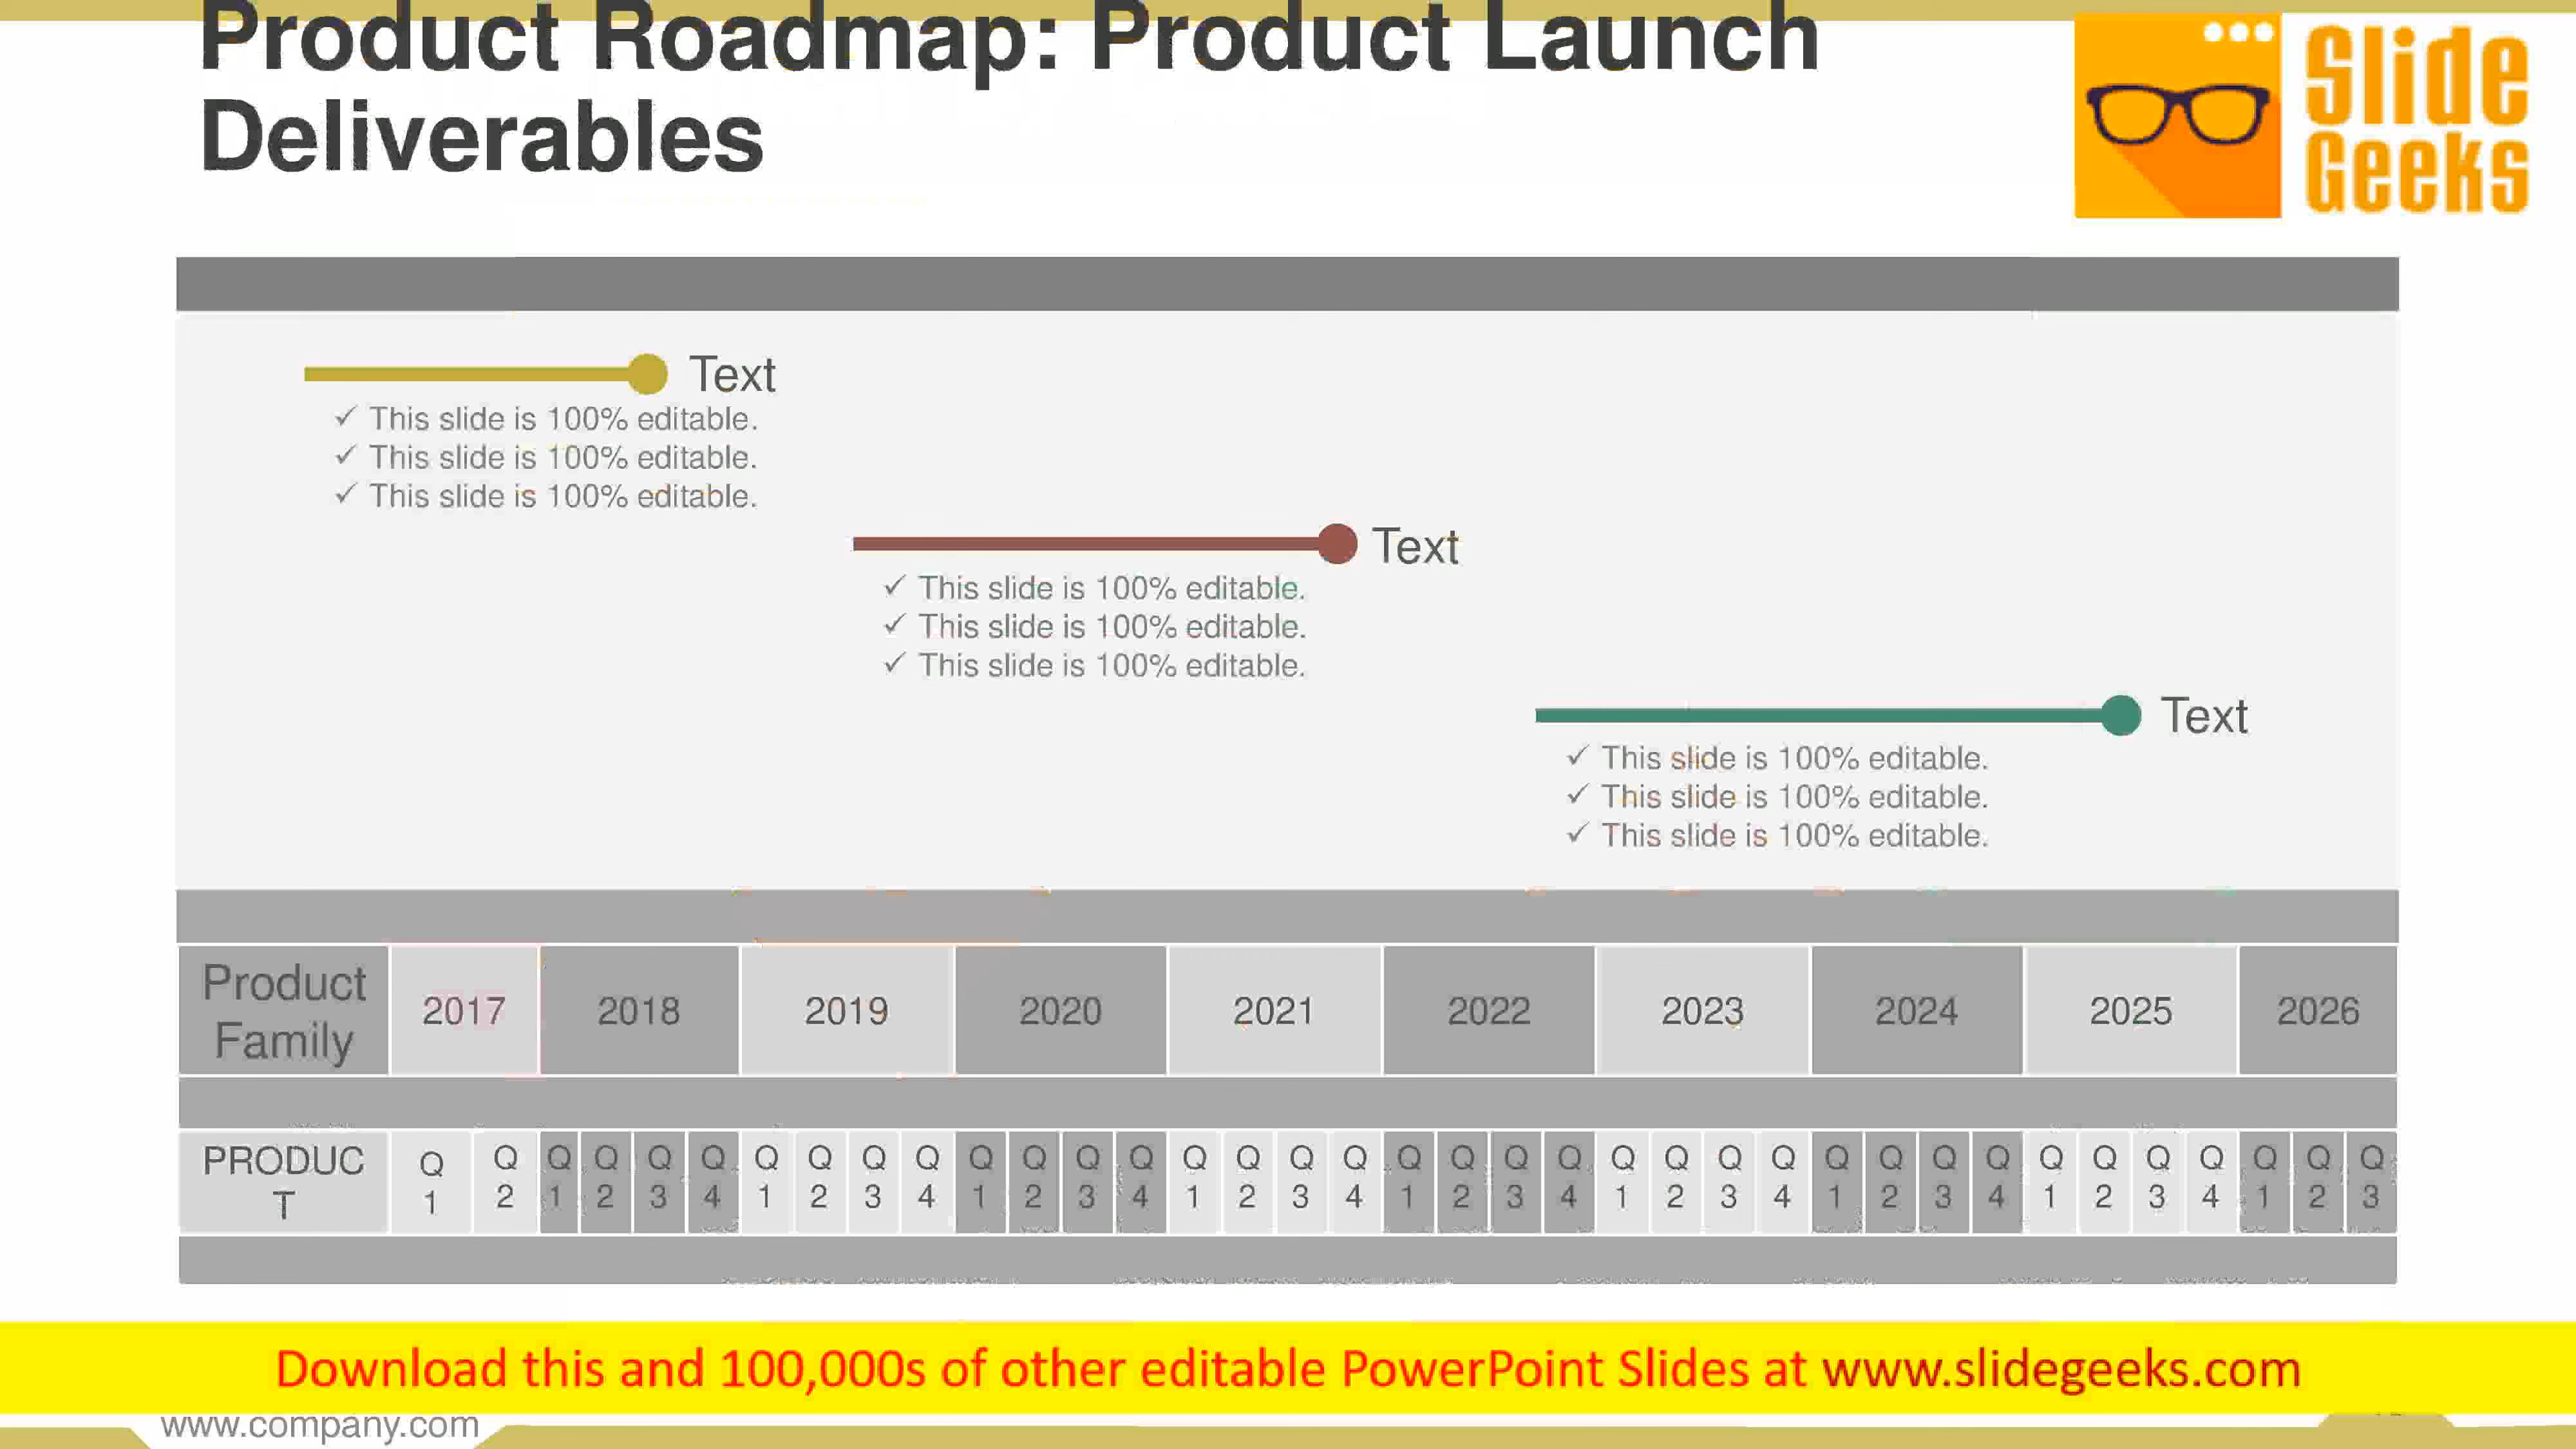 Product Roadmap: Product Launch
Deliverables
Slide
Geeks
Text
✓ This slide is 100% editable.
✓ This slide is 100% editable.
✓ This slide is 100% editable.
Text
✓ This slide is 100% editable.
✓ This slide is 100% editable.
✓ This slide is 100% editable.
Text
✓ This slide is 100% editable.
✓ This slide is 100% editable.
✓ This slide is 100% editable.
Product
Family
2017 2018 2019 2020 2021 2022 2023 2024 2025 2026
PRODUC
T
Q Q Q Q Q Q Q Q Q Q Q Q Q Q Q Q Q Q Q Q Q Q Q Q Q Q Q Q Q Q Q Q Q Q Q Q Q
1 2 1 2 3 4 1 2 3 4 1 2 3 4 1 2 3 4 1 2 3 4 1 2 3 4 1 2 3 4 1 2 3 4 1 2 3
Download this and 100,000s of other editable PowerPoint Slides at www.slidegeeks.com
www.company.com